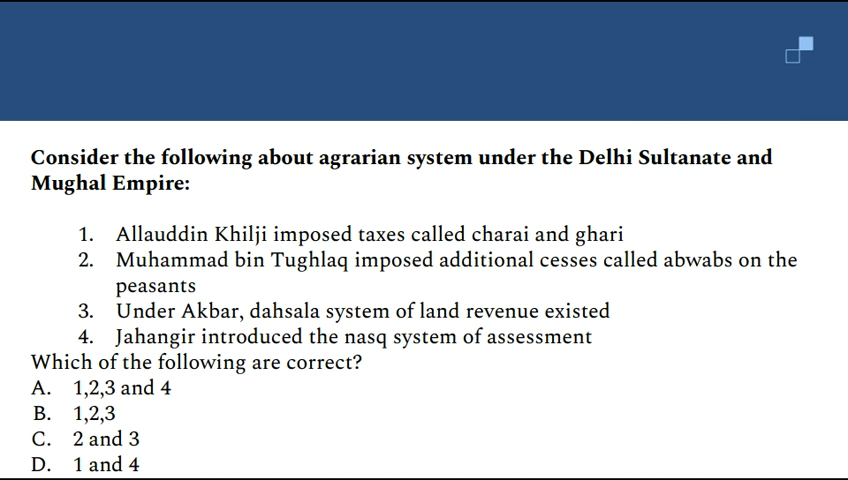 Consider the following about agrarian system under the Delhi Sultanate and
Mughal Empire:
1. Allauddin Khilji imposed taxes called charai and ghari
2. Muhammad bin Tughlaq imposed additional cesses called abwabs on the
peasants
3. Under Akbar, dahsala system of land revenue existed
4. Jahangir introduced the nasq system of assessment
Which of the following are correct?
A. 1,2,3 and 4
B. 1,2,3
C. 2 and 3
D. 1 and 4